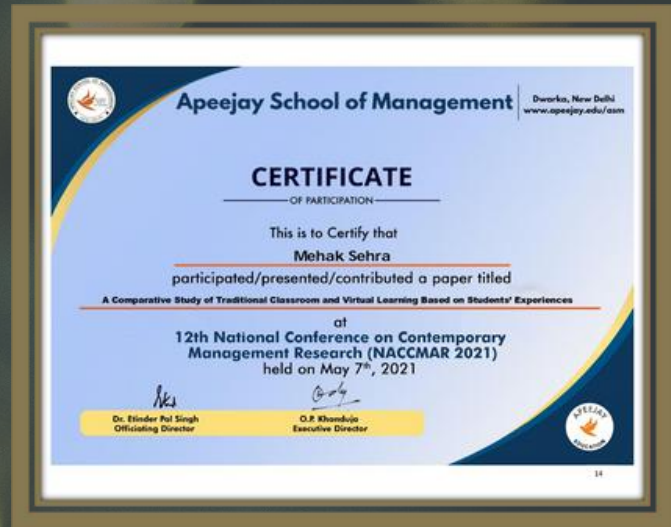 Apeejay School of Management
Dwarka, New Delhi
www.apeejay.edu/asm
CERTIFICATE
OF PARTICIPATION
This is to Certify that
Mehak Sehra
participated/presented/contributed a paper titled
A Comparative Study of Traditional Classroom and Virtual Learning Based on Students' Experiences
at
12th National Conference on Contemporary
Management Research (NACCMAR 2021)
held on May 7th, 2021
Dr. Etinder Pal Singh
Officiating Director
O.P. Khanduja
Executive Director
APEEJAY
EDUCATION
14